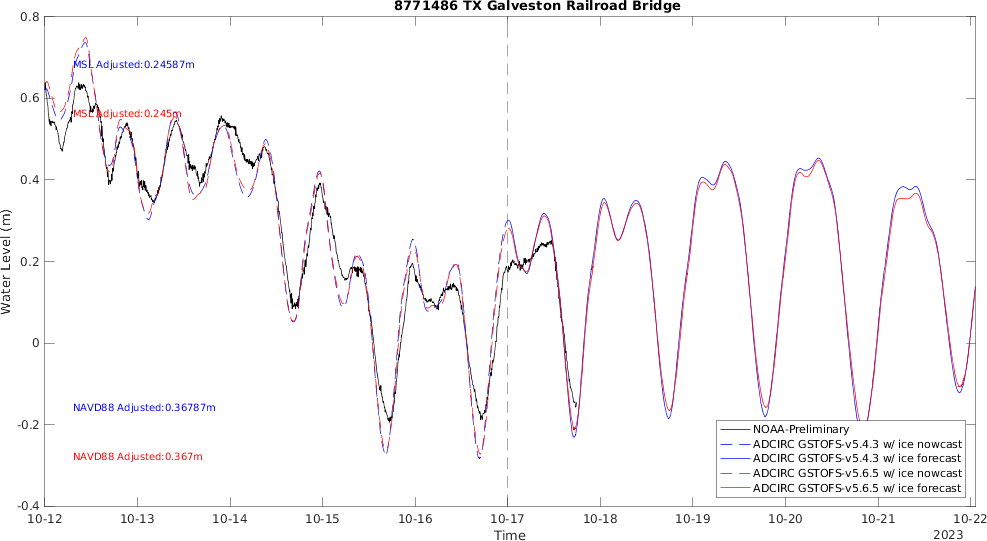 8771486 TX Galveston Railroad Bridge
0.8
0.6
0.4
0.2
0
-0.2
-0.4
Water Level (m)
MSL Adjusted:0.24587m
MSL Adjusted:0.245m
NAVD88 Adjusted:0.36787m
NAVD88 Adjusted:0.367m
NOAA-Preliminary
ADCIRC GSTOFS-v5.4.3 w/ ice nowcast
ADCIRC GSTOFS-v5.4.3 w/ ice forecast
ADCIRC GSTOFS-v5.6.5 w/ ice nowcast
ADCIRC GSTOFS-v5.6.5 w/ ice forecast
10-12 10-13 10-14 10-15 10-16 10-17 10-18 10-19 10-20 10-21 10-22
Time
2023